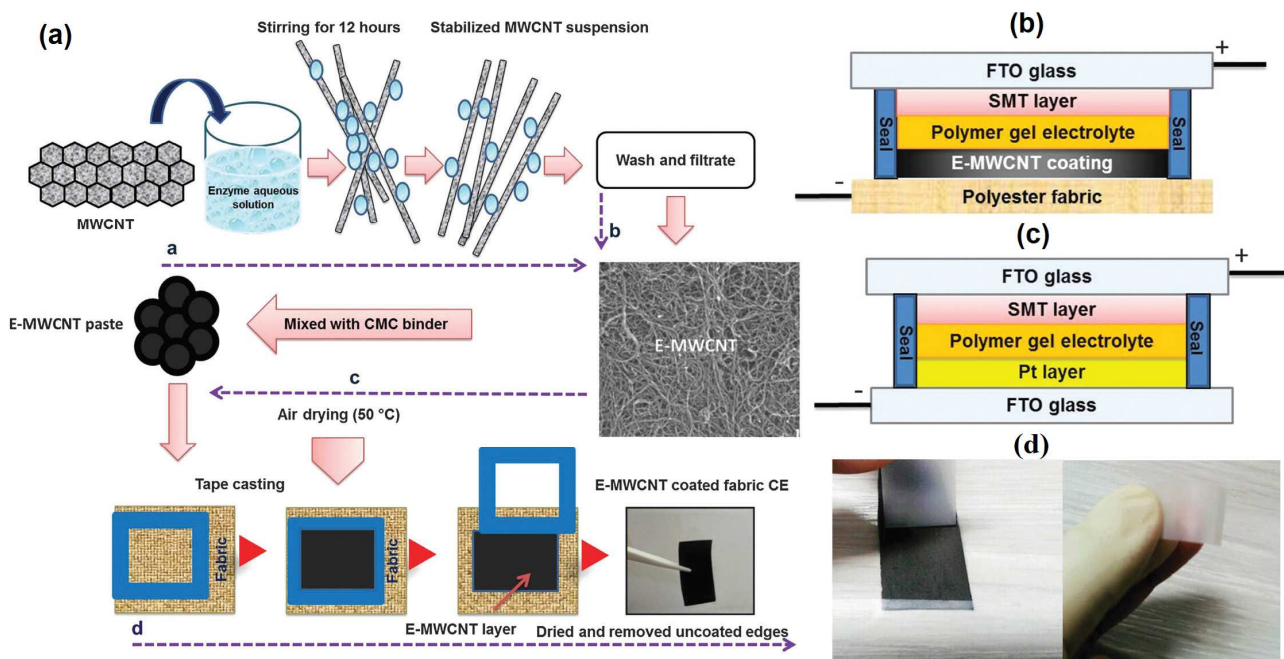 (a)
Stirring for 12 hours
Stabilized MWCNT suspension
Enzyme aqueous
solution
MWCNT
Wash and filtrate
a
b
E-MWCNT paste
Mixed with CMC binder
E-MWCNT
c
Air drying (50 °C)
Tape casting
E-MWCNT coated fabric CE
Fabric
Fabric
E-MWCNT layer
Dried and removed uncoated edges
d
(b)
+
FTO glass
SMT layer
Seal
Polymer gel electrolyte
Seal
E-MWCNT coating
-
Polyester fabric
(c)
+
FTO glass
SMT layer
Seal
Polymer gel electrolyte
Seal
Pt layer
-
FTO glass
(d)